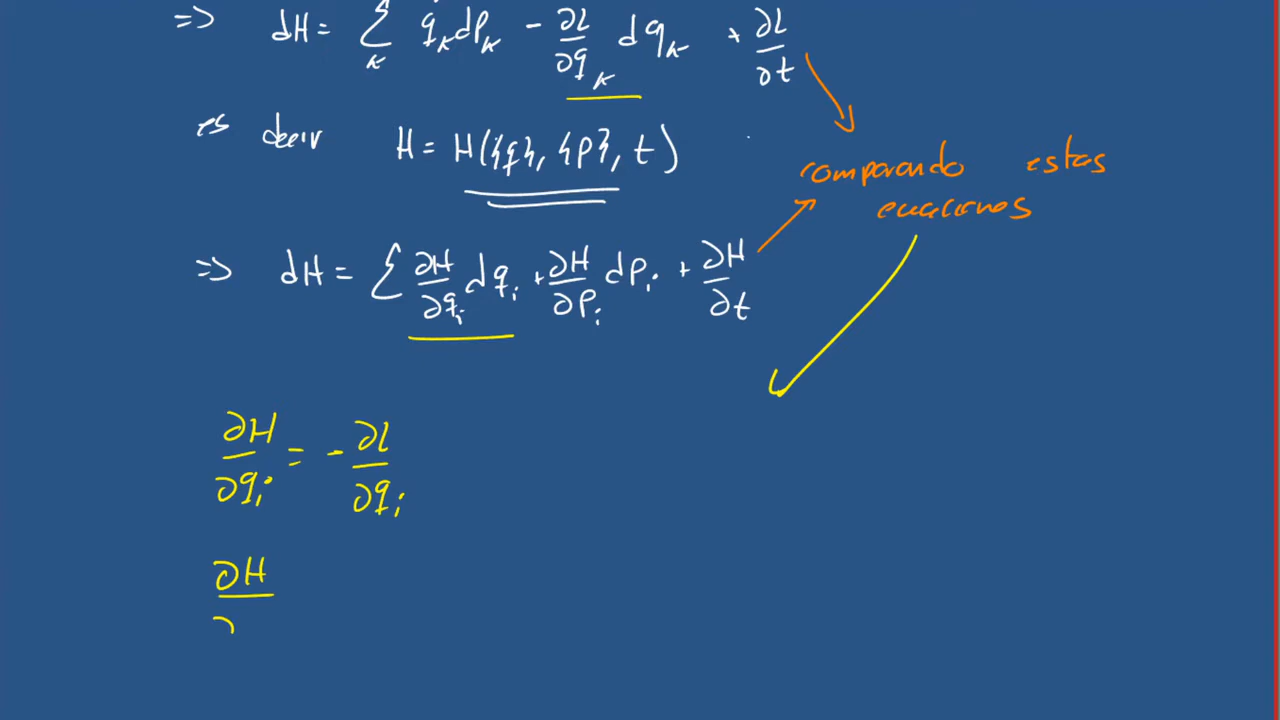 => dH = Σ_k q̇_k dp_k - ∂L/∂q_k dq_k + ∂L/∂t
es decir H = H({q}, {p}, t)
comparando estas
ecuaciones
=> dH = Σ ∂H/∂q_i dq_i + ∂H/∂p_i dp_i + ∂H/∂t
∂H/∂q_i = - ∂L/∂q_i
∂H/∂